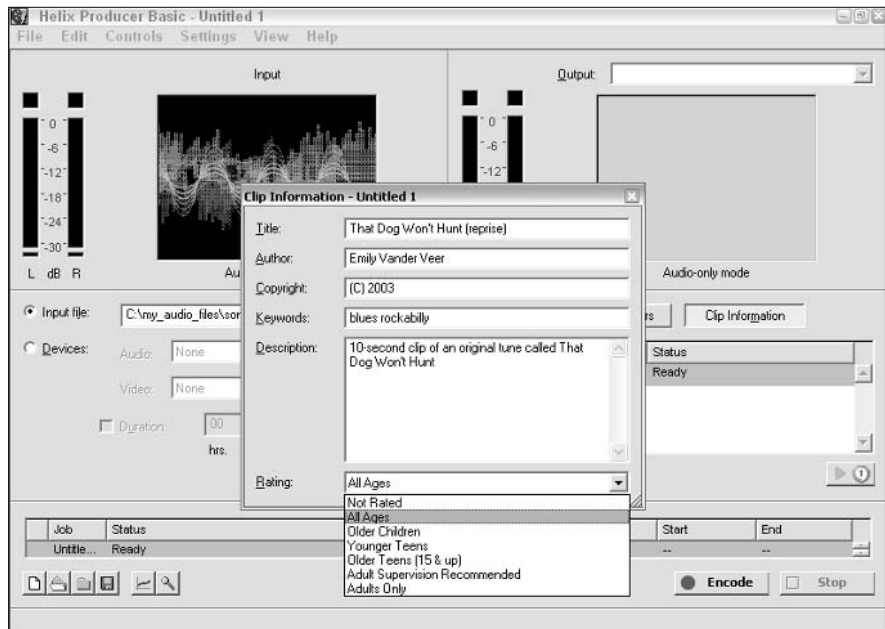 Helix Producer Basic - Untitled 1
File Edit Controls Settings View Help
Input
Output:
0
-6
-12
-18
-24
-30
L dB R
0
-6
-12
Audio-only mode
Clip Information - Untitled 1
Title: That Dog Won't Hunt (reprise)
Author: Emily Vander Veer
Copyright: (C) 2003
Keywords: blues rockabilly
Description: 10-second clip of an original tune called That
Dog Won't Hunt
Rating: All Ages
Not Rated
All Ages
Older Children
Younger Teens
Older Teens (15 & up)
Adult Supervision Recommended
Adults Only
Input file: C:\my_audio_files\sor
Devices: Audio: None
Video: None
Duration: 00
hrs.
Clip Information
Status
Ready
1
Job Status Start End
Untitle... Ready -- --
Encode Stop